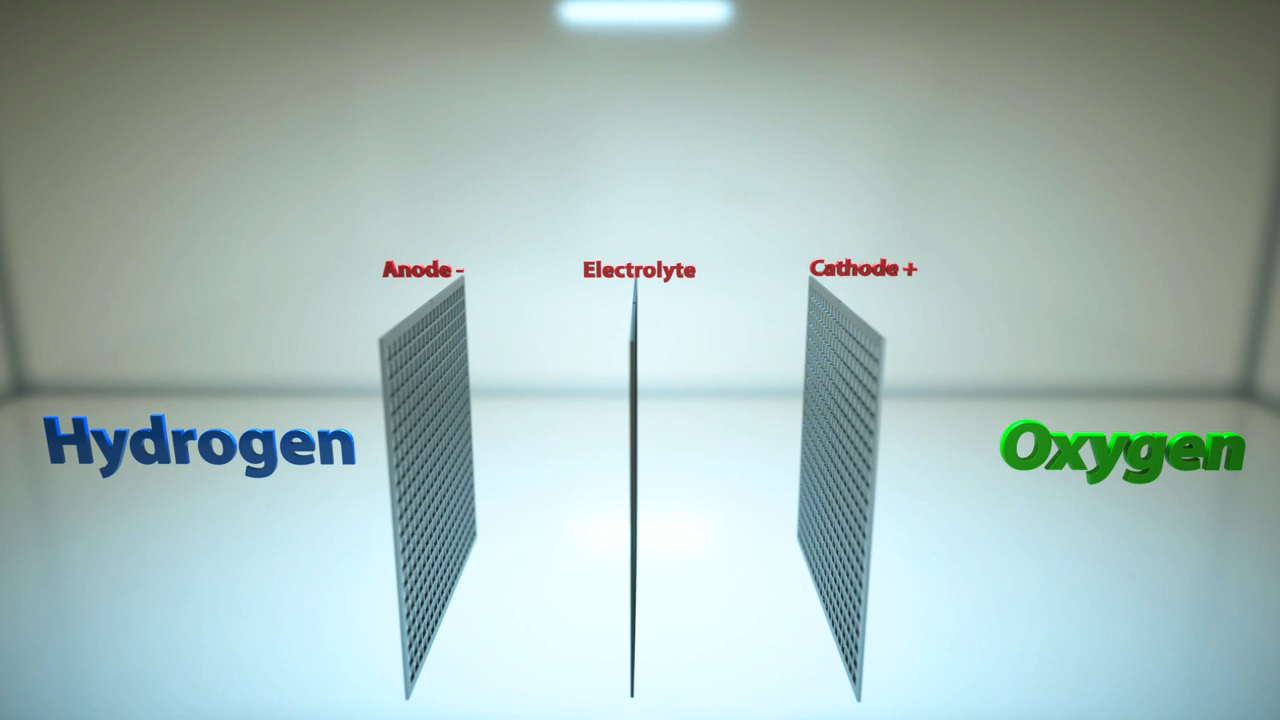 Anode -
Electrolyte
Cathode +
Hydrogen
Oxygen